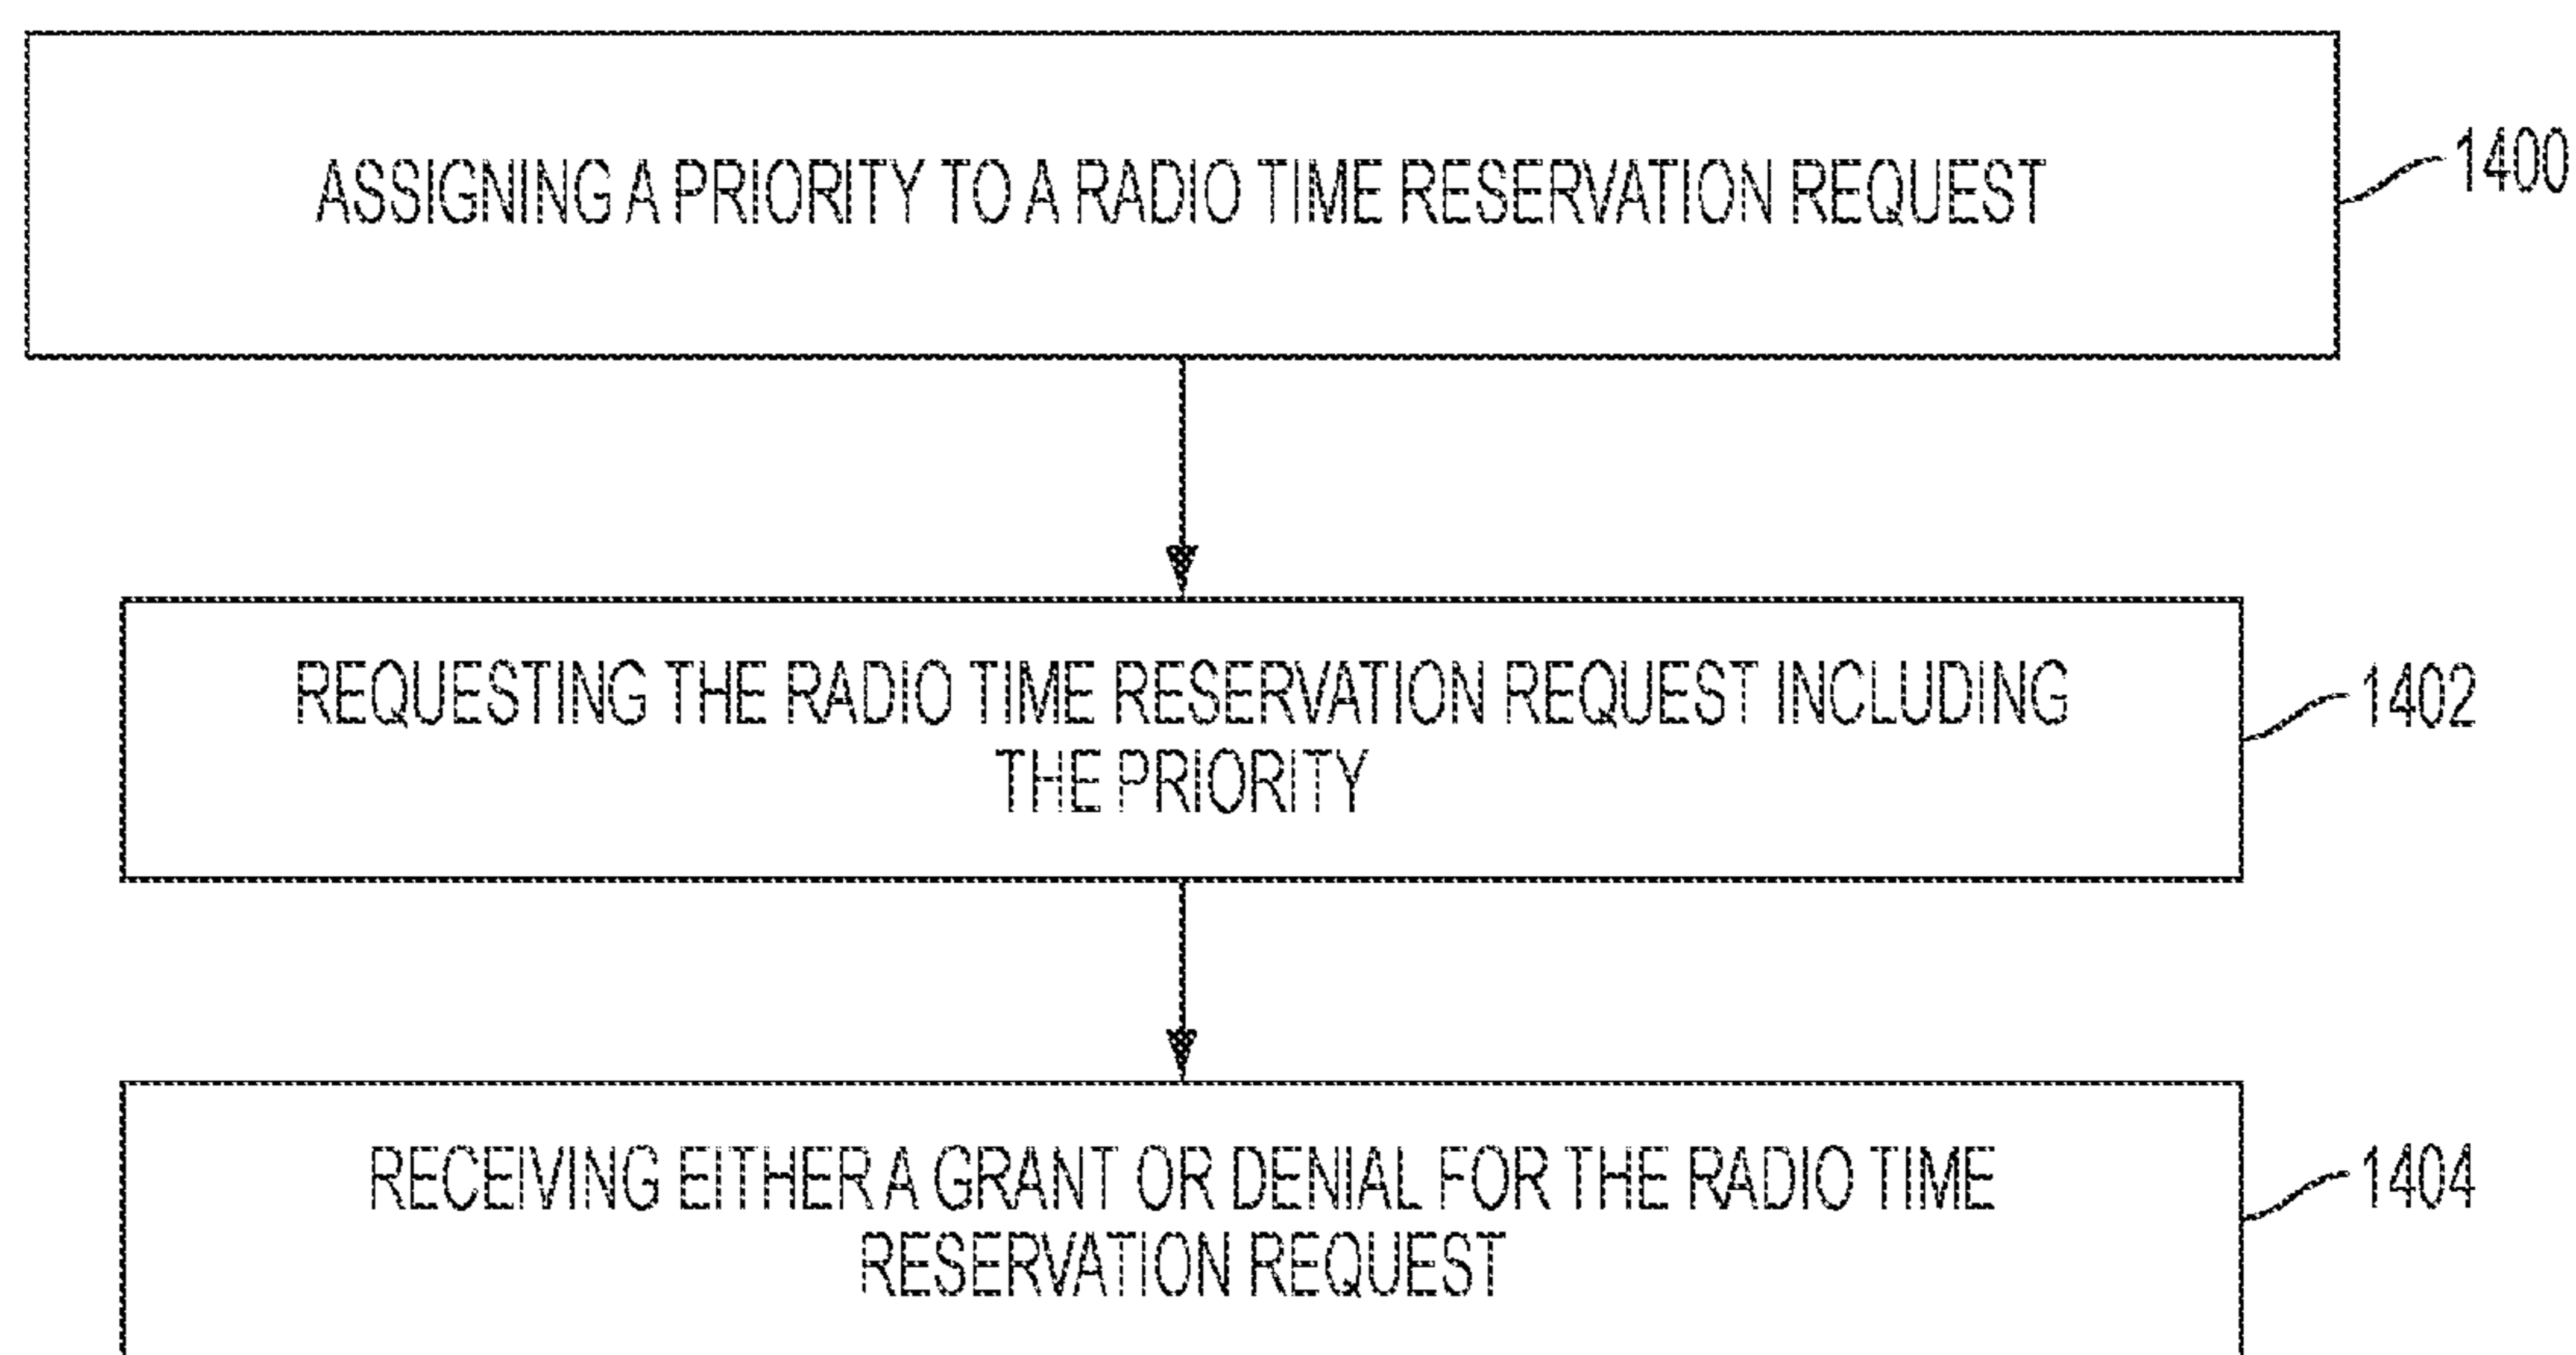 ASSIGNING A PRIORITY TO A RADIO TIME RESERVATION REQUEST
1400
REQUESTING THE RADIO TIME RESERVATION REQUEST INCLUDING
THE PRIORITY
1402
RECEIVING EITHER A GRANT OR DENIAL FOR THE RADIO TIME
RESERVATION REQUEST
1404